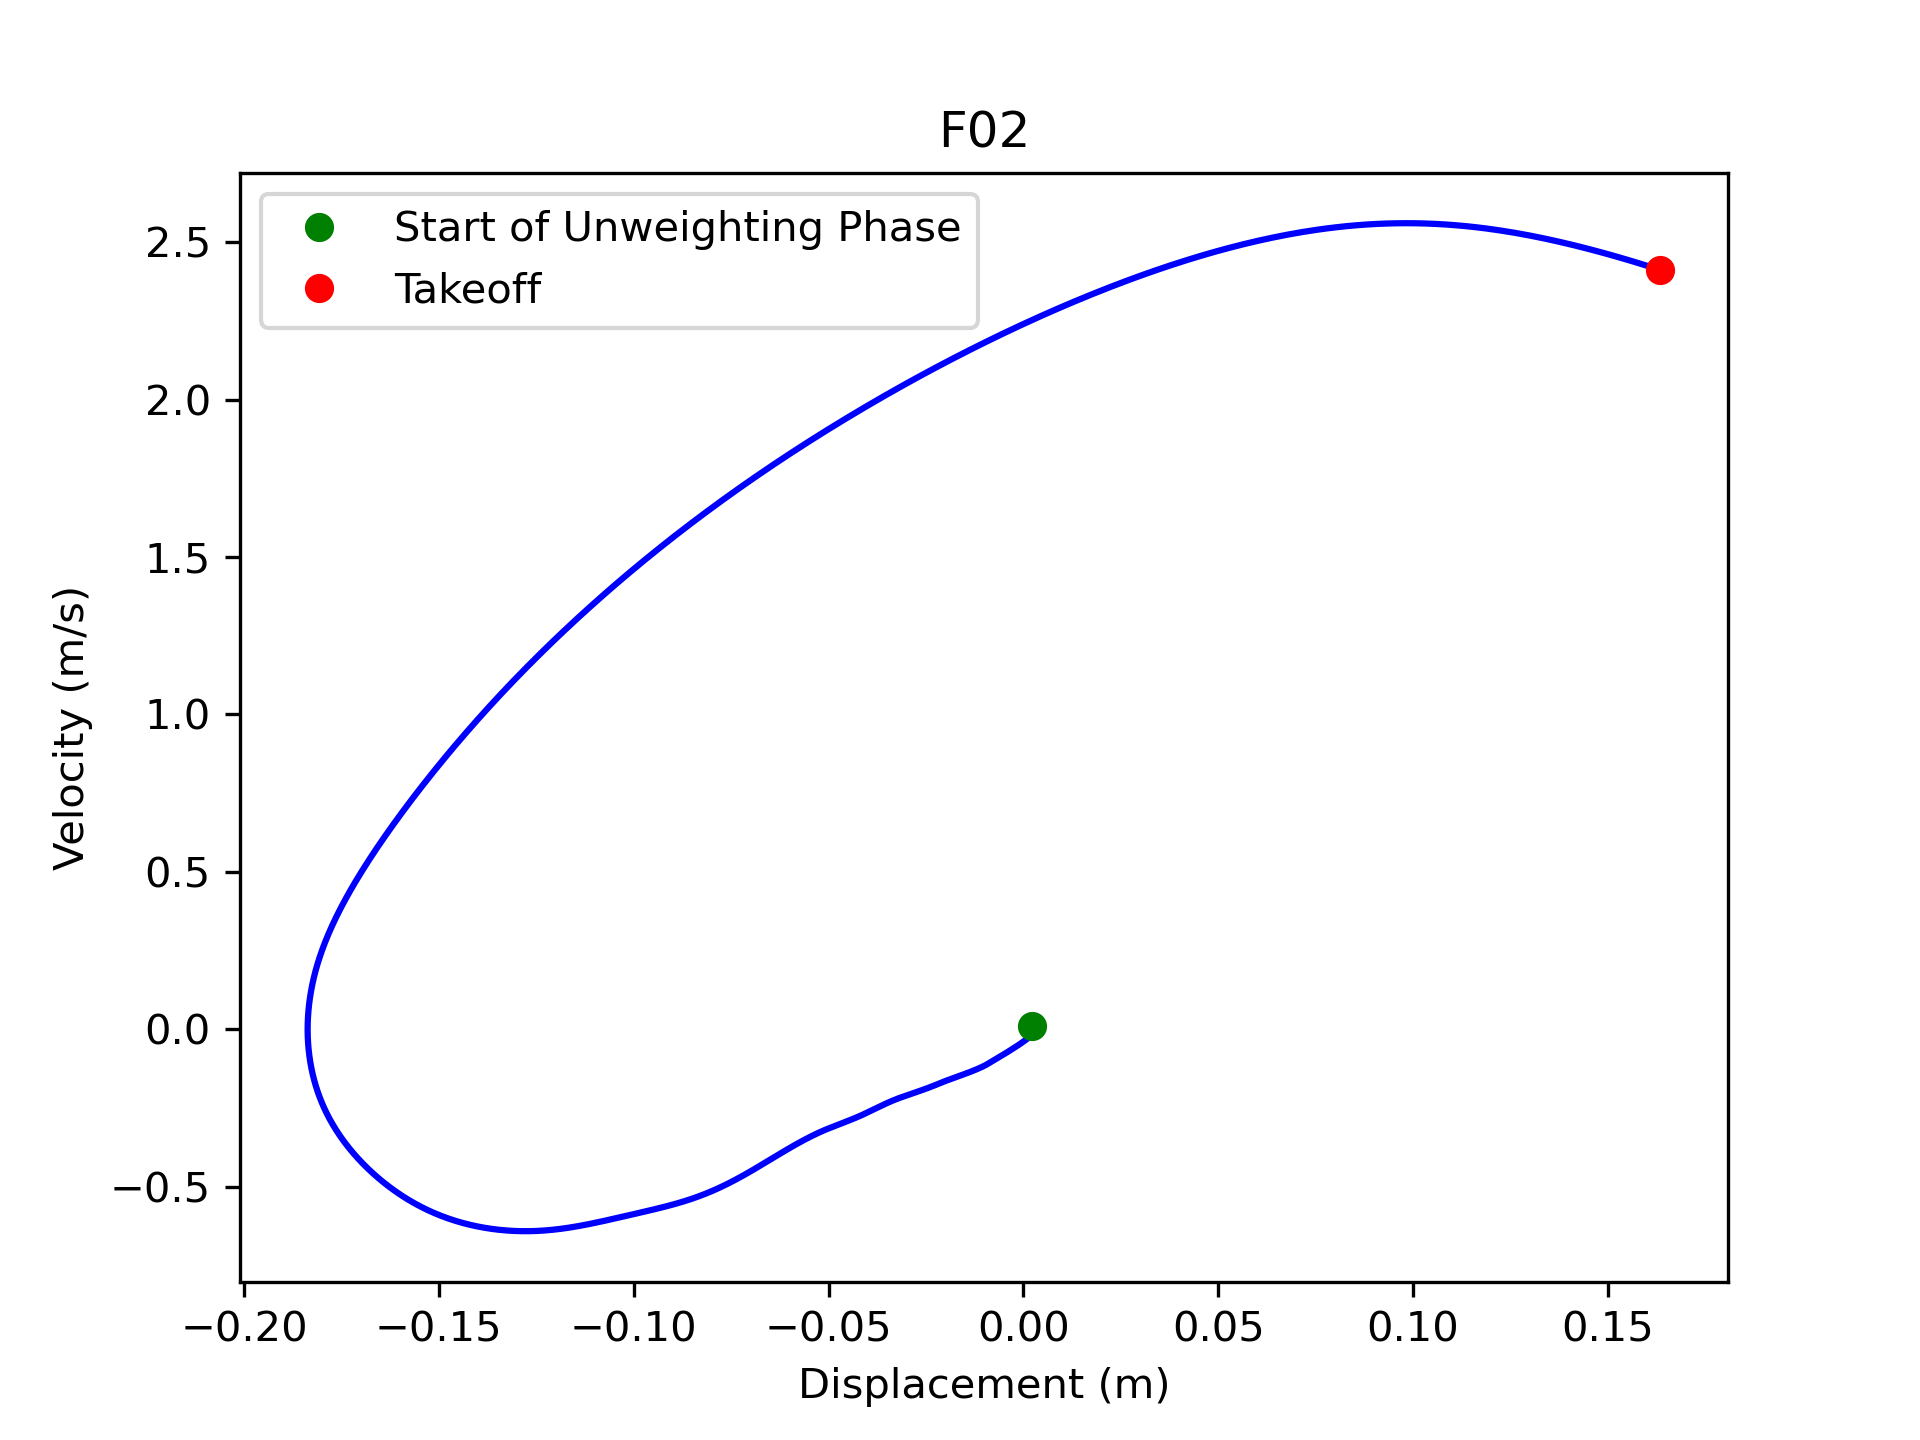 F02
Start of Unweighting Phase
Takeoff
Velocity (m/s)
2.5
2.0
1.5
1.0
0.5
0.0
−0.5
−0.20 −0.15 −0.10 −0.05 0.00 0.05 0.10 0.15
Displacement (m)